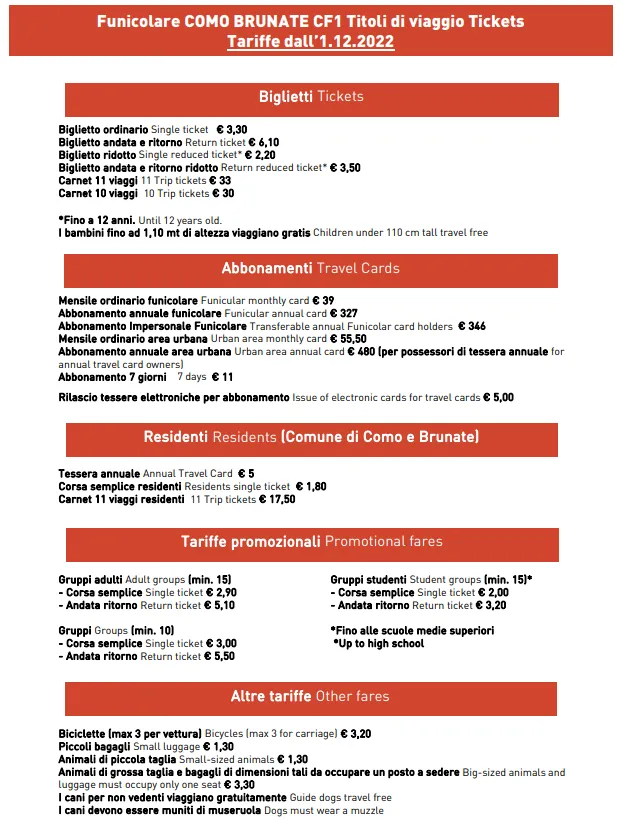 Funicolare COMO BRUNATE CF1 Titoli di viaggio Tickets
Tariffe dall'1.12.2022
Biglietti Tickets
Biglietto ordinario Single ticket € 3,30
Biglietto andata e ritorno Return ticket € 6,10
Biglietto ridotto Single reduced ticket* € 2,20
Biglietto andata e ritorno ridotto Return reduced ticket* € 3,50
Carnet 11 viaggi 11 Trip tickets € 33
Carnet 10 viaggi 10 Trip tickets € 30
*Fino a 12 anni. Until 12 years old.
I bambini fino ad 1,10 mt di altezza viaggiano gratis Children under 110 cm tall travel free
Abbonamenti Travel Cards
Mensile ordinario funicolare Funicular monthly card € 39
Abbonamento annuale funicolare Funicular annual card € 327
Abbonamento Impersonale Funicolare Transferable annual Funicolar card holders € 346
Mensile ordinario area urbana Urban area monthly card € 55,50
Abbonamento annuale area urbana Urban area annual card € 480 (per possessori di tessera annuale for
annual travel card owners)
Abbonamento 7 giorni 7 days € 11
Rilascio tessere elettroniche per abbonamento Issue of electronic cards for travel cards € 5,00
Residenti Residents (Comune di Como e Brunate)
Tessera annuale Annual Travel Card € 5
Corsa semplice residenti Residents single ticket € 1,80
Carnet 11 viaggi residenti 11 Trip tickets € 17,50
Tariffe promozionali Promotional fares
Gruppi adulti Adult groups (min. 15)
- Corsa semplice Single ticket € 2,90
- Andata ritorno Return ticket € 5,10
Gruppi Groups (min. 10)
- Corsa semplice Single ticket € 3,00
- Andata ritorno Return ticket € 5,50
Gruppi studenti Student groups (min. 15)*
- Corsa semplice Single ticket € 2,00
- Andata ritorno Return ticket € 3,20
*Fino alle scuole medie superiori
*Up to high school
Altre tariffe Other fares
Biciclette (max 3 per vettura) Bicycles (max 3 for carriage) € 3,20
Piccoli bagagli Small luggage € 1,30
Animali di piccola taglia Small-sized animals € 1,30
Animali di grossa taglia e bagagli di dimensioni tali da occupare un posto a sedere Big-sized animals and
luggage must occupy only one seat € 3,30
I cani per non vedenti viaggiano gratuitamente Guide dogs travel free
I cani devono essere muniti di museruola Dogs must wear a muzzle